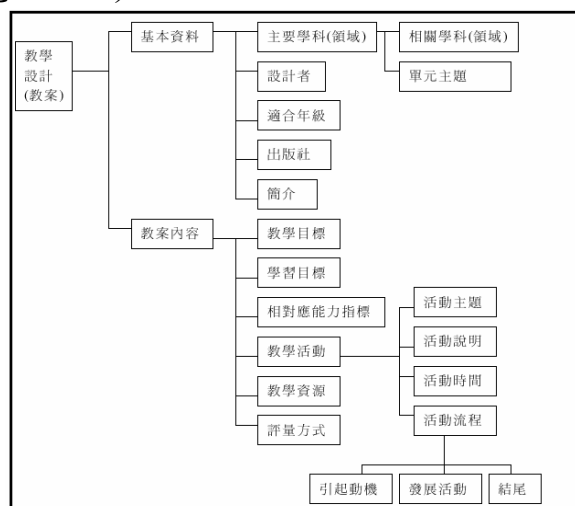 教學
設計
(教案)
基本資料
主要學科(領域)
相關學科(領域)
單元主題
設計者
適合年級
出版社
簡介
教案內容
教學目標
學習目標
相對應能力指標
教學活動
活動主題
活動說明
活動時間
活動流程
引起動機
發展活動
結尾
教學資源
評量方式